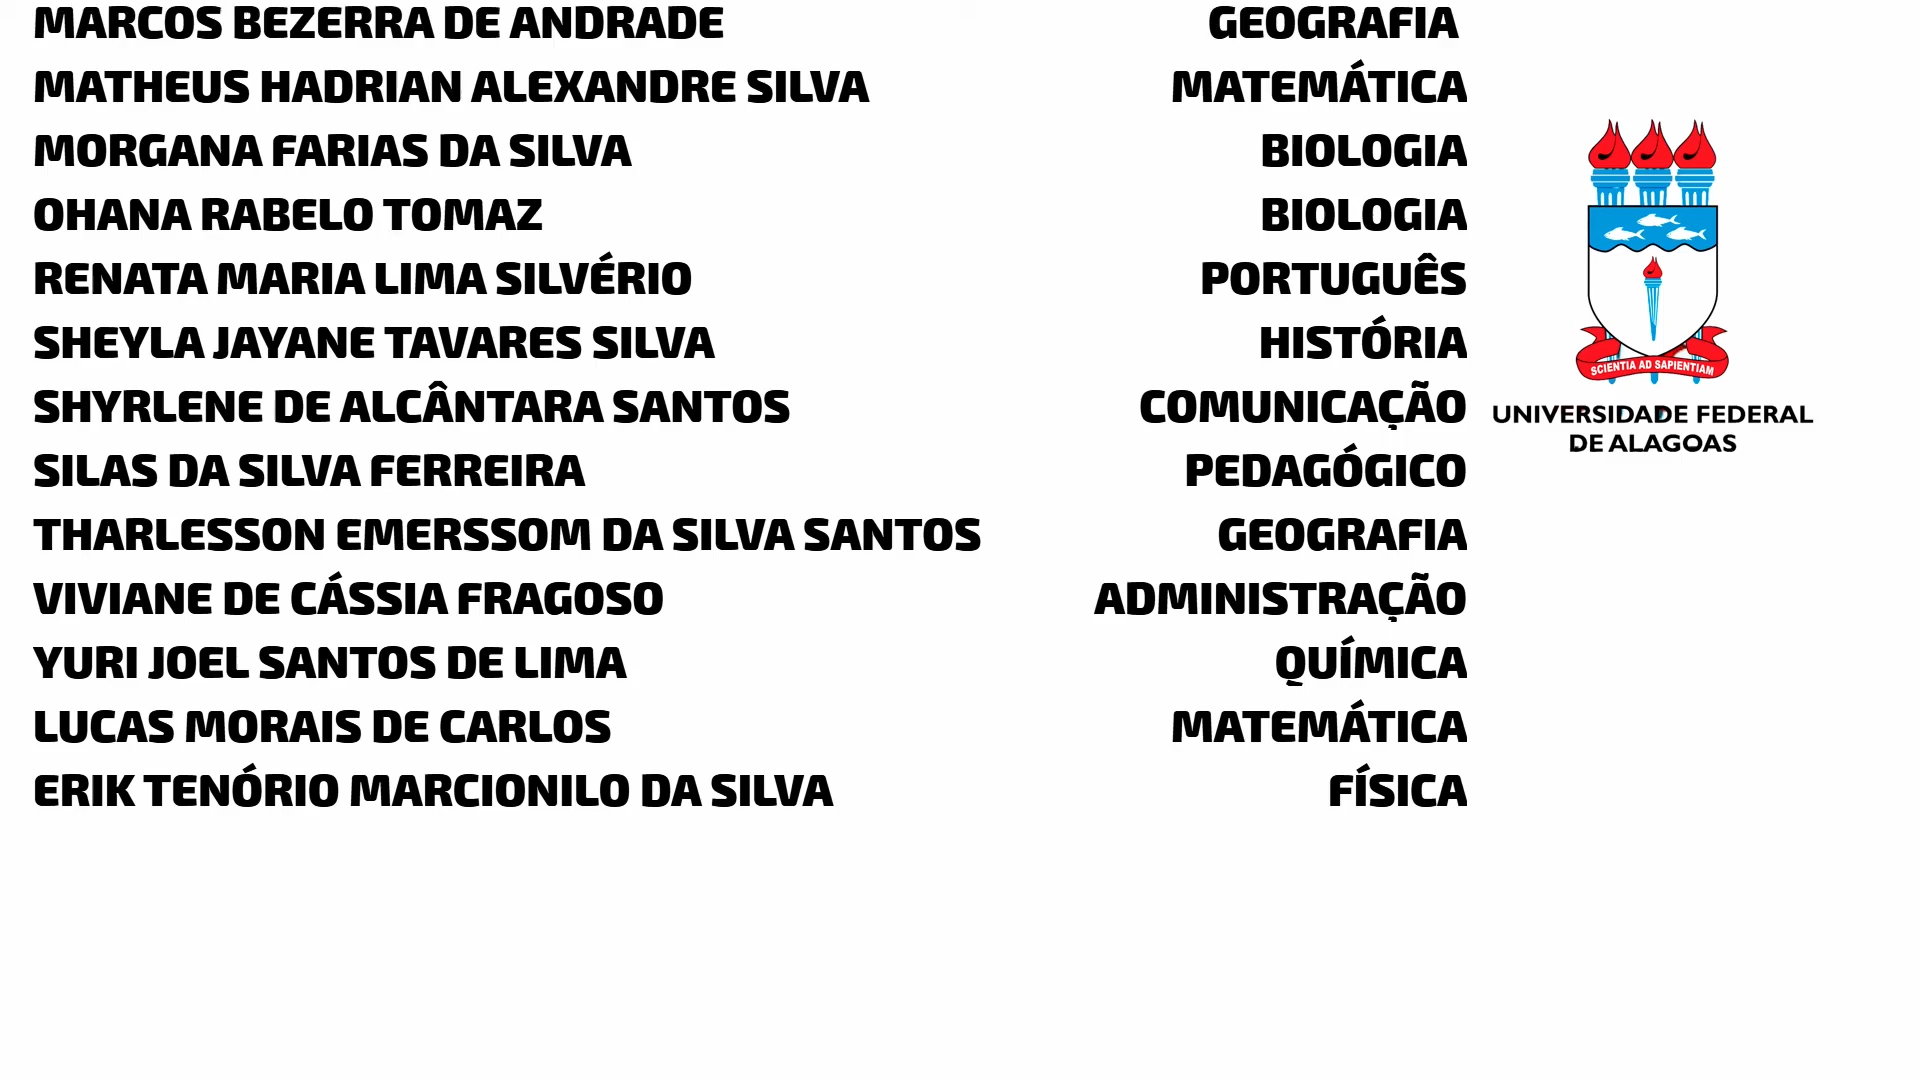 MARCOS BEZERRA DE ANDRADE GEOGRAFIA
MATHEUS HADRIAN ALEXANDRE SILVA MATEMÁTICA
MORGANA FARIAS DA SILVA BIOLOGIA
OHANA RABELO TOMAZ BIOLOGIA
RENATA MARIA LIMA SILVÉRIO PORTUGUÊS
SHEYLA JAYANE TAVARES SILVA HISTÓRIA
SHYRLENE DE ALCÂNTARA SANTOS COMUNICAÇÃO
SILAS DA SILVA FERREIRA PEDAGÓGICO
THARLESSON EMERSSOM DA SILVA SANTOS GEOGRAFIA
VIVIANE DE CÁSSIA FRAGOSO ADMINISTRAÇÃO
YURI JOEL SANTOS DE LIMA QUÍMICA
LUCAS MORAIS DE CARLOS MATEMÁTICA
ERIK TENÓRIO MARCIONILO DA SILVA FÍSICA
SCIENTIA AD SAPIENTIAM
UNIVERSIDADE FEDERAL
DE ALAGOAS